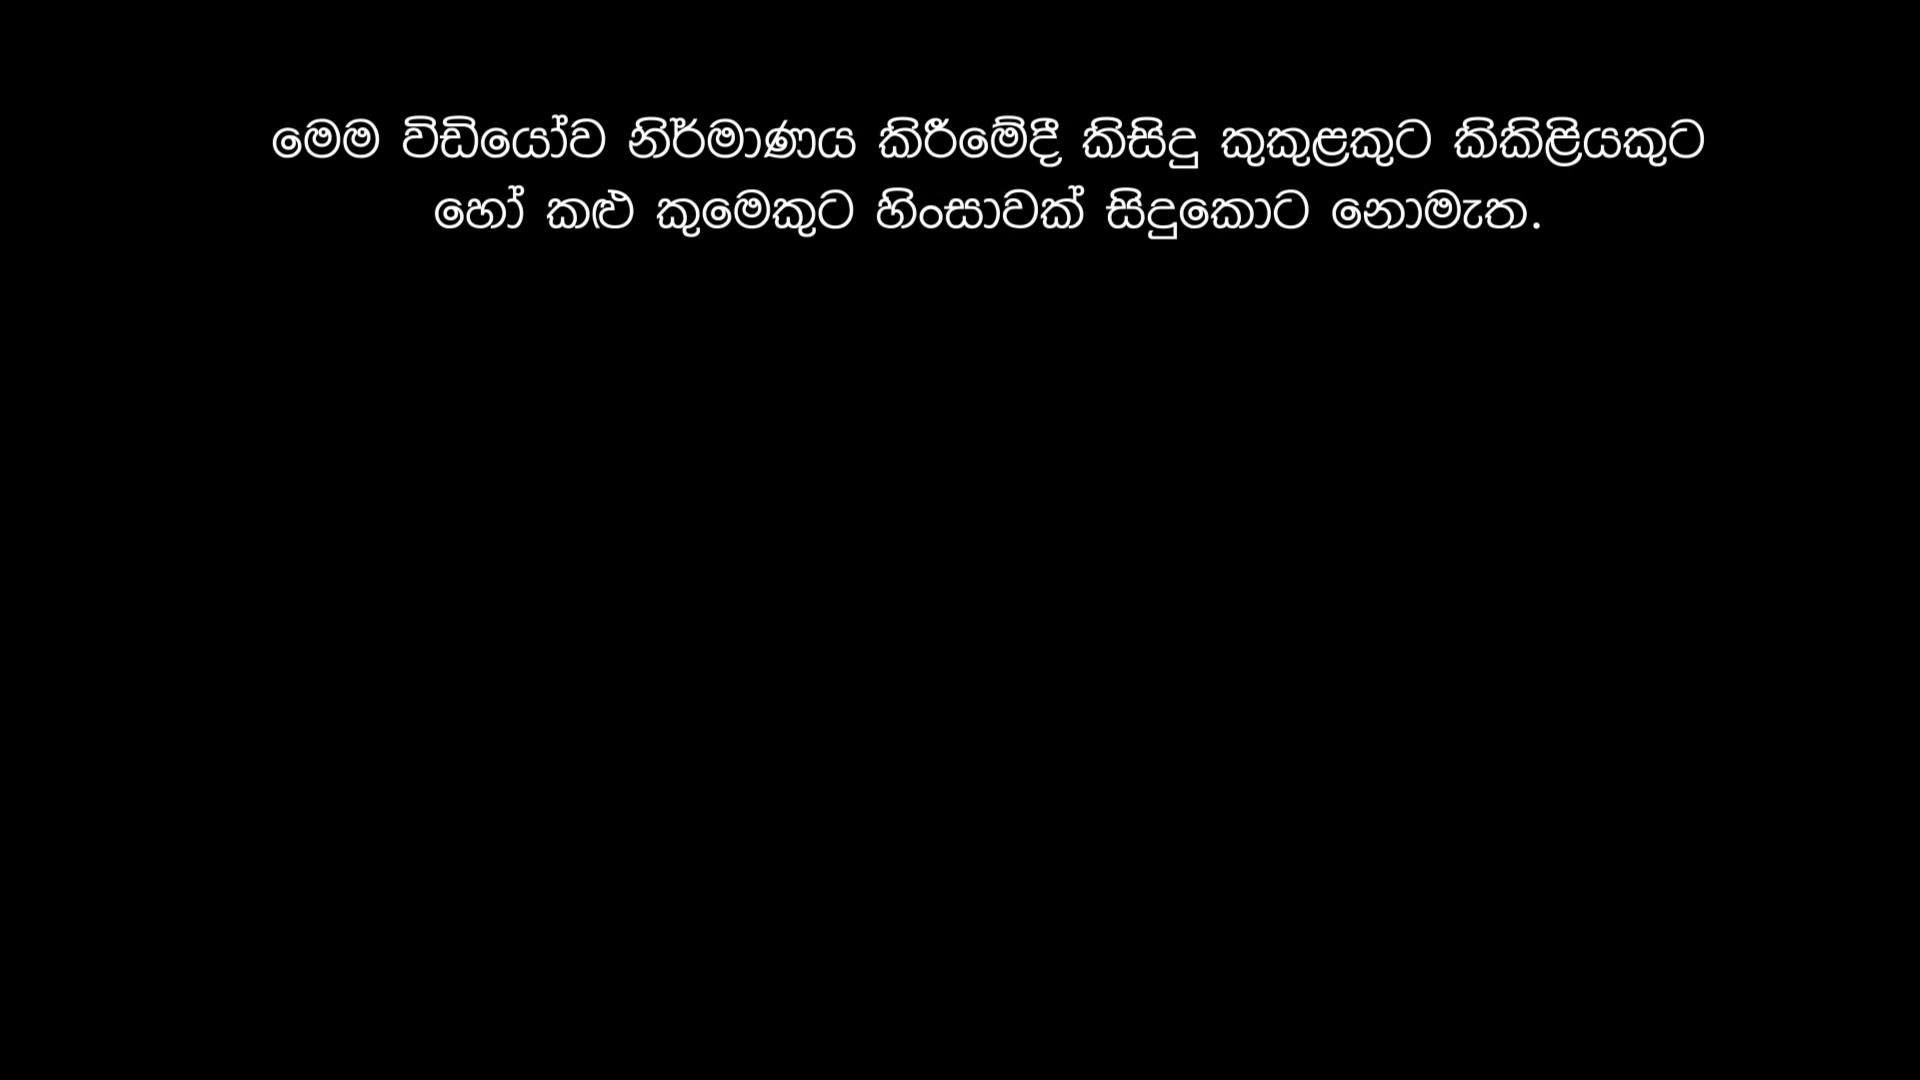 මෙම විඩියෝව නිර්මාණය කිරීමේදී කිසිදු කුකුළකුට කිකිළියකුට
හෝ කළු කුමෙකුට හිංසාවක් සිදුකොට නොමැත.